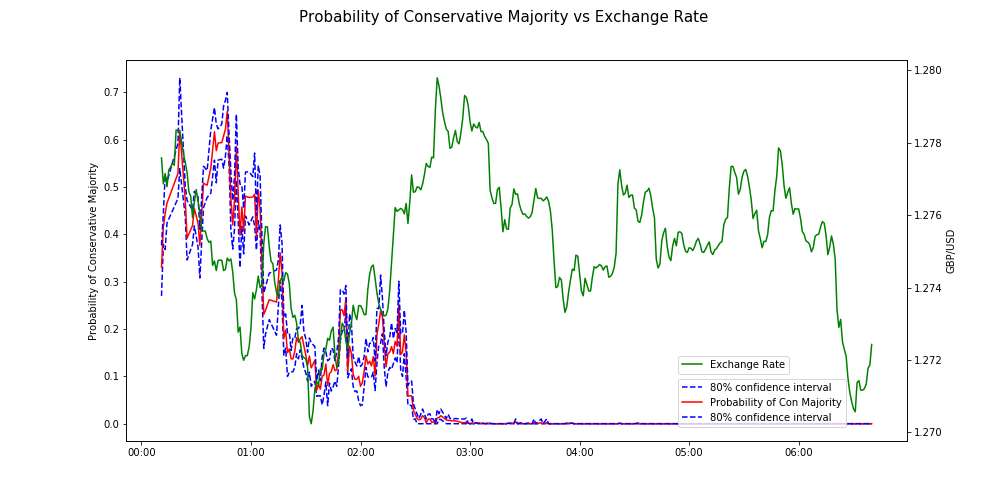 Probability of Conservative Majority vs Exchange Rate
Probability of Conservative Majority
0.7
0.6
0.5
0.4
0.3
0.2
0.1
0.0
1.280
1.278
1.276
1.274
1.272
1.270
GBP/USD
Exchange Rate
80% confidence interval
Probability of Con Majority
80% confidence interval
00:00 01:00 02:00 03:00 04:00 05:00 06:00